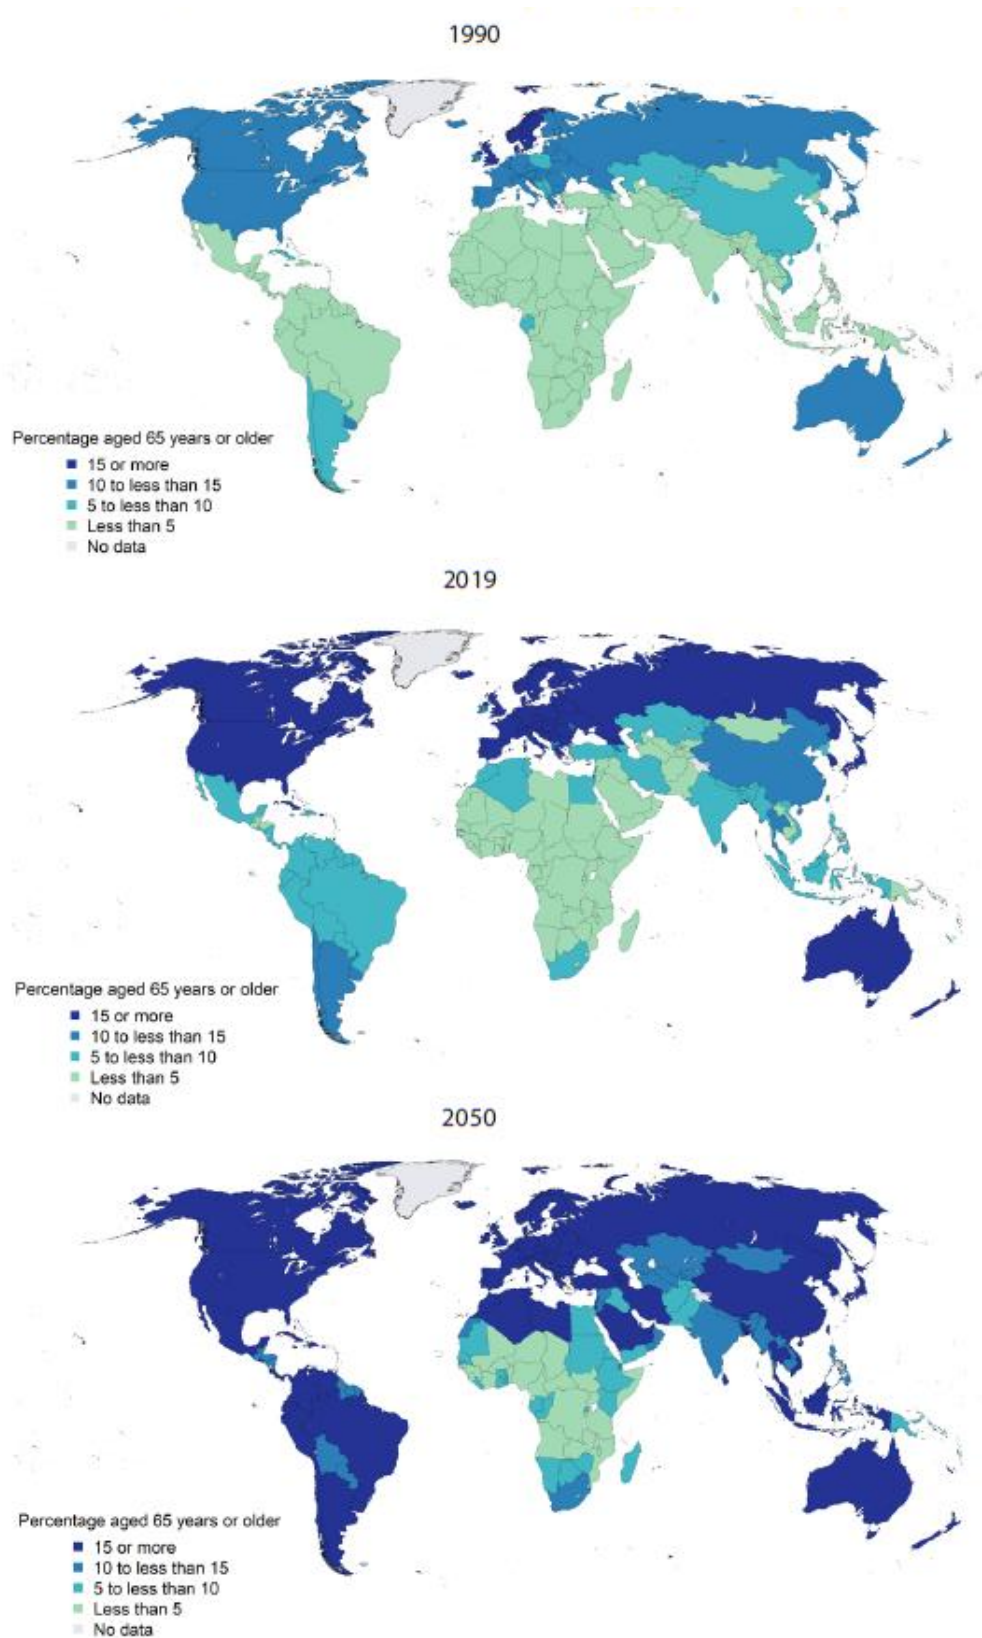 1990
Percentage aged 65 years or older
15 or more
10 to less than 15
5 to less than 10
Less than 5
No data
2019
Percentage aged 65 years or older
15 or more
10 to less than 15
5 to less than 10
Less than 5
No data
2050
Percentage aged 65 years or older
15 or more
10 to less than 15
5 to less than 10
Less than 5
No data